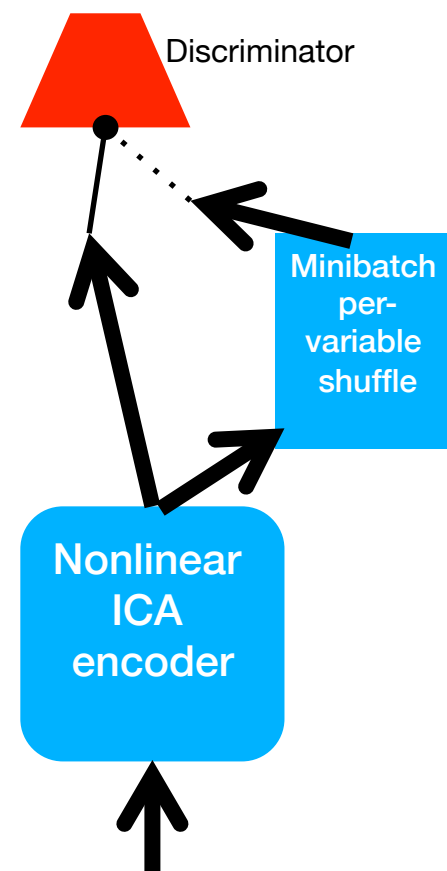 Discriminator
Minibatch
per-
variable
shuffle
Nonlinear
ICA
encoder